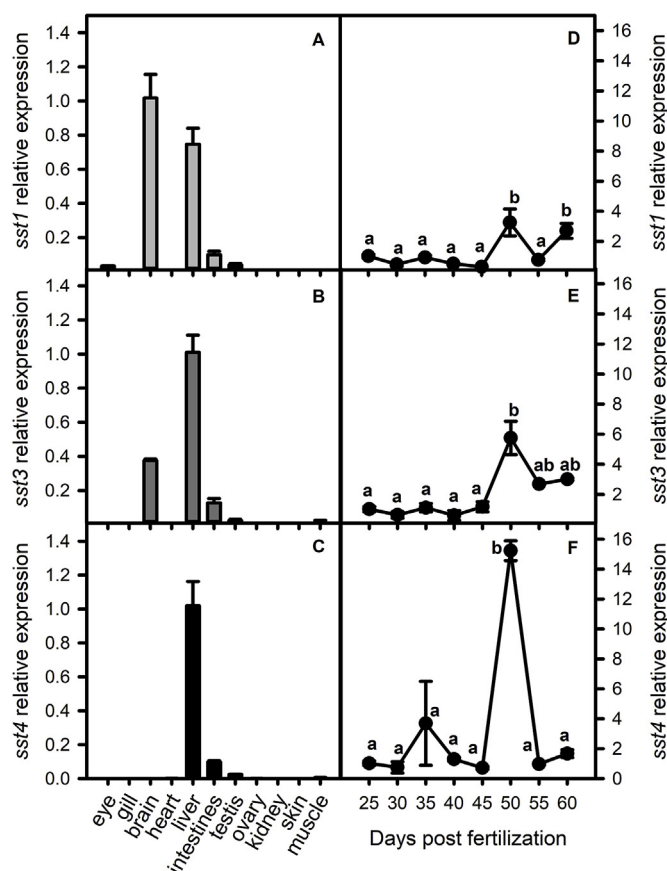 sst1 relative expression
1.4
1.2
1.0
0.8
0.6
0.4
0.2
A
D
a
a
a
a
a
b
a
b
16
14
12
10
8
6
4
2
sst1 relative expression
sst3 relative expression
1.4
1.2
1.0
0.8
0.6
0.4
0.2
B
E
a
a
a
a
a
b
ab
ab
16
14
12
10
8
6
4
2
sst3 relative expression
sst4 relative expression
1.4
1.2
1.0
0.8
0.6
0.4
0.2
0.0
C
F
a
a
a
a
a
b
a
a
16
14
12
10
8
6
4
2
0
sst4 relative expression
eye
gill
brain
heart
liver
intestines
testis
ovary
kidney
skin
muscle
25 30 35 40 45 50 55 60
Days post fertilization